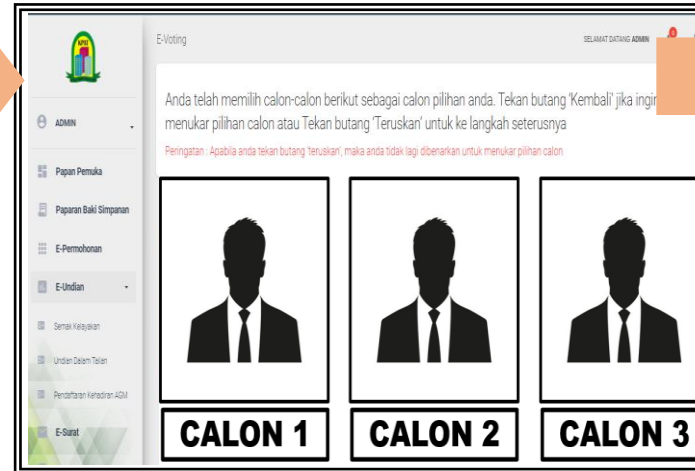 KPIII
E-Voting
SELAMAT DATANG ADMIN
Anda telah memilih calon-calon berikut sebagai calon pilihan anda. Tekan butang 'Kembali' jika ingin
menukar pilihan calon atau Tekan butang 'Teruskan' untuk ke langkah seterusnya
Peringatan : Apabila anda tekan butang 'teruskan', maka anda tidak lagi dibenarkan untuk menukar pilihan calon
ADMIN
Papan Pemuka
Paparan Baki Simpanan
E-Permohonan
E-Undian
Semak Kelayakan
Undian Dalam Talian
Pendaftaran Kehadiran AGM
E-Surat
CALON 1
CALON 2
CALON 3